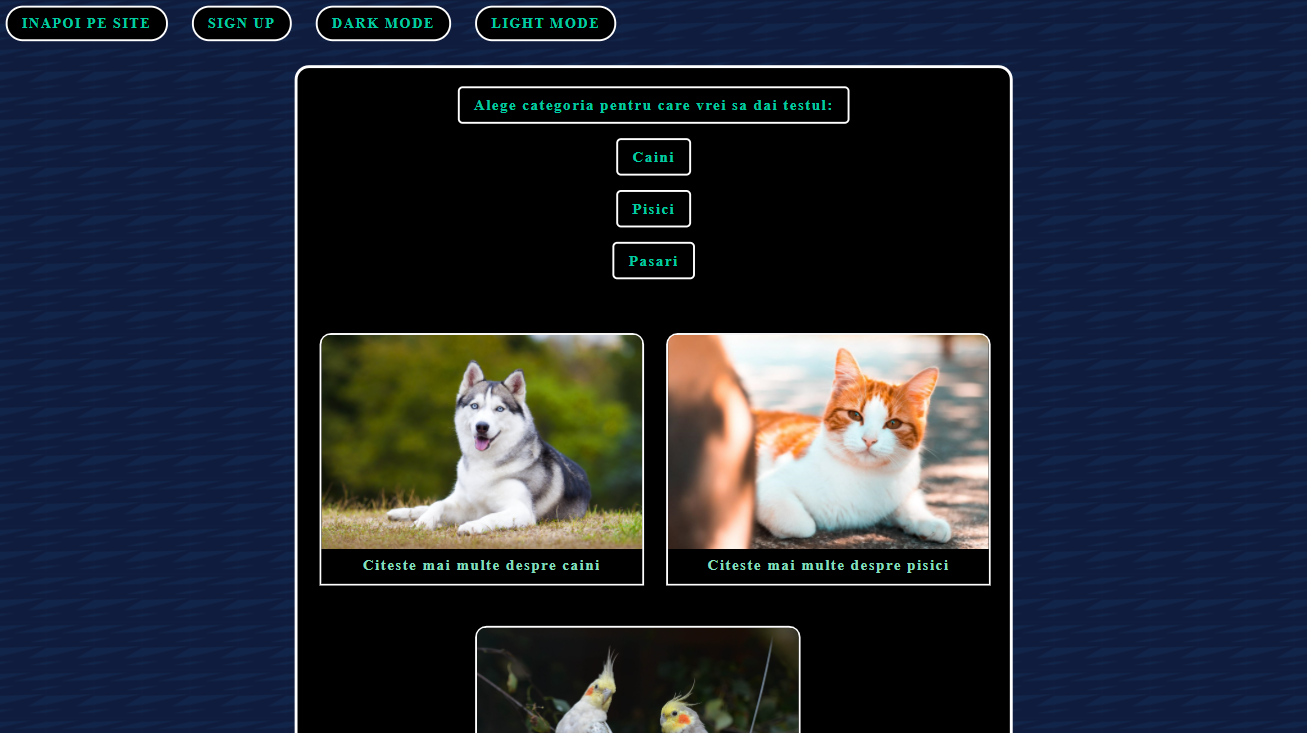 INAPOI PE SITE SIGN UP DARK MODE LIGHT MODE
Alege categoria pentru care vrei sa dai testul:
Caini
Pisici
Pasari
Citeste mai multe despre caini Citeste mai multe despre pisici